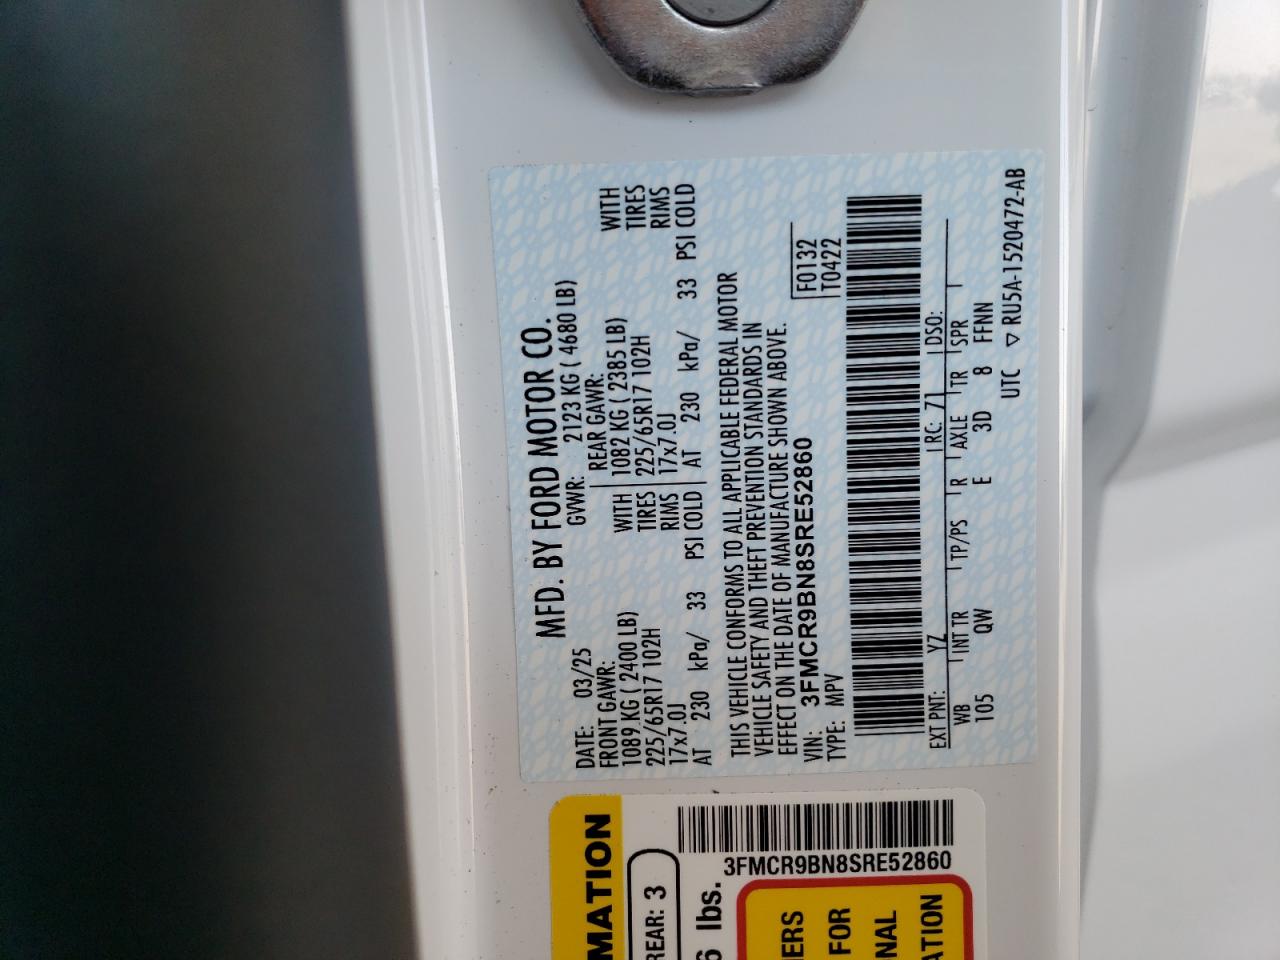 MFD. BY FORD MOTOR CO.
DATE: 03/25 GVWR: 2123 KG ( 4680 LB)
FRONT GAWR: REAR GAWR:
1089 KG ( 2400 LB) WITH 1082 KG ( 2385 LB) WITH
225/65R17 102H TIRES 225/65R17 102H TIRES
17x7.0J RIMS 17x7.0J RIMS
AT 230 kPa/ 33 PSI COLD AT 230 kPa/ 33 PSI COLD
THIS VEHICLE CONFORMS TO ALL APPLICABLE FEDERAL MOTOR
VEHICLE SAFETY AND THEFT PREVENTION STANDARDS IN
EFFECT ON THE DATE OF MANUFACTURE SHOWN ABOVE.
VIN: 3FMCR9BN8SRE52860 F0132
TYPE: MPV T0422
EXT PNT: YZ RC: 71 DSO:
WB INT TR TP/PS R AXLE TR SPR
105 QW E 3D 8 FFNN
UTC ▽ RU5A-1520472-AB
MATION
REAR: 3
6 lbs.
3FMCR9BN8SRE52860
ERS
FOR
NAL
ATION